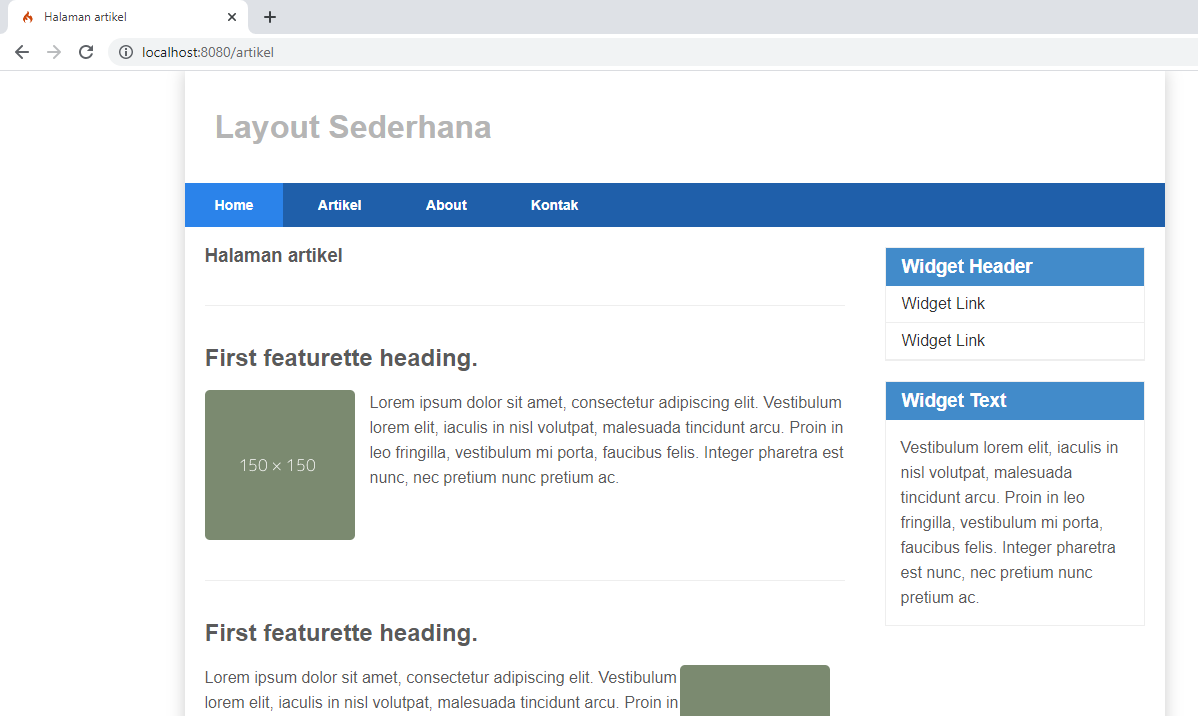 Halaman artikel
localhost:8080/artikel
Layout Sederhana
Home Artikel About Kontak
Halaman artikel
First featurette heading.
150 × 150
Lorem ipsum dolor sit amet, consectetur adipiscing elit. Vestibulum
lorem elit, iaculis in nisl volutpat, malesuada tincidunt arcu. Proin in
leo fringilla, vestibulum mi porta, faucibus felis. Integer pharetra est
nunc, nec pretium nunc pretium ac.
First featurette heading.
Lorem ipsum dolor sit amet, consectetur adipiscing elit. Vestibulum
lorem elit, iaculis in nisl volutpat, malesuada tincidunt arcu. Proin in
Widget Header
Widget Link
Widget Link
Widget Text
Vestibulum lorem elit, iaculis in
nisl volutpat, malesuada
tincidunt arcu. Proin in leo
fringilla, vestibulum mi porta,
faucibus felis. Integer pharetra
est nunc, nec pretium nunc
pretium ac.